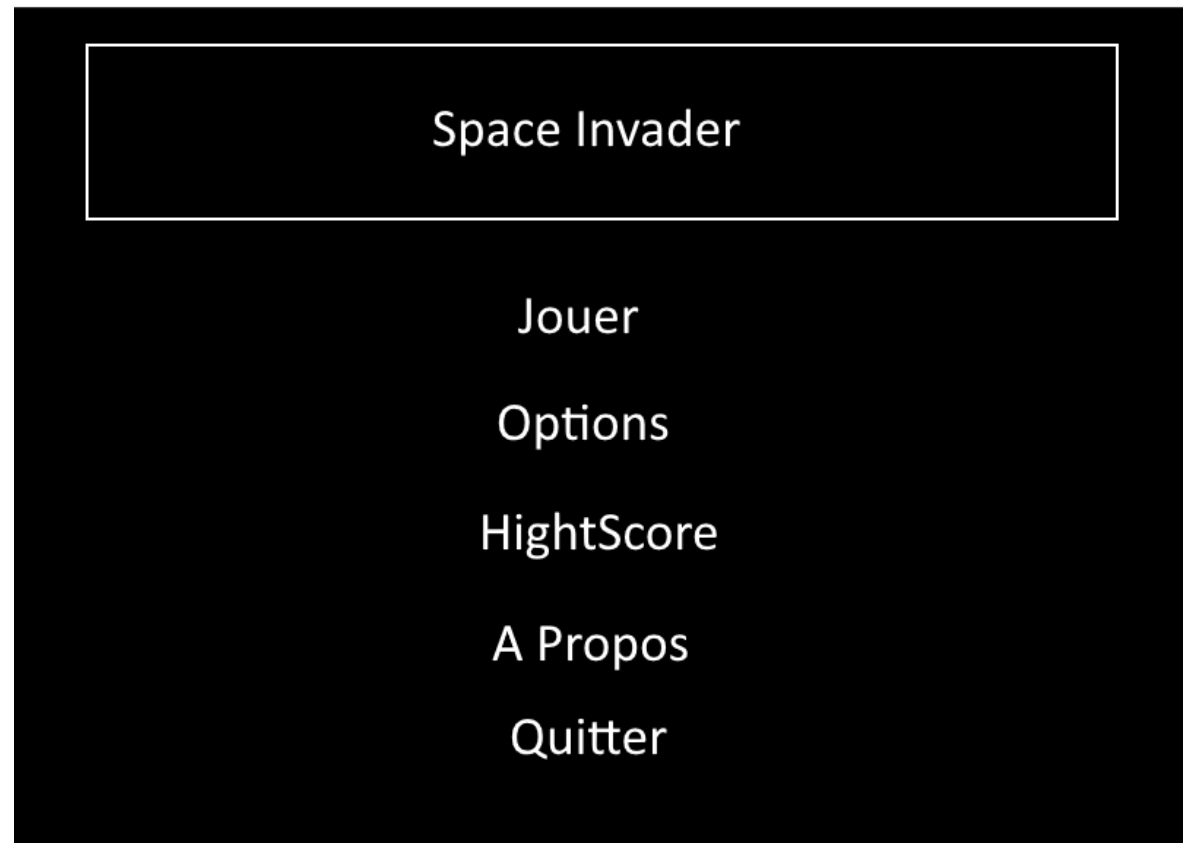 Space Invader
Jouer
Options
HightScore
A Propos
Quitter